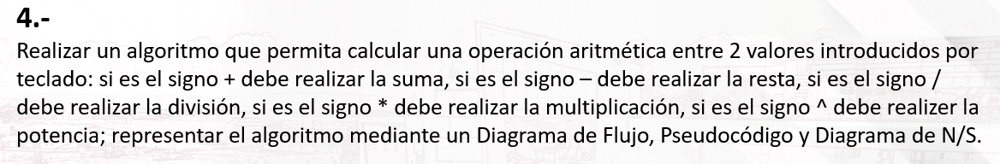 4.-
Realizar un algoritmo que permita calcular una operación aritmética entre 2 valores introducidos por
teclado: si es el signo + debe realizar la suma, si es el signo – debe realizar la resta, si es el signo /
debe realizar la división, si es el signo * debe realizar la multiplicación, si es el signo ^ debe realizer la
potencia; representar el algoritmo mediante un Diagrama de Flujo, Pseudocódigo y Diagrama de N/S.